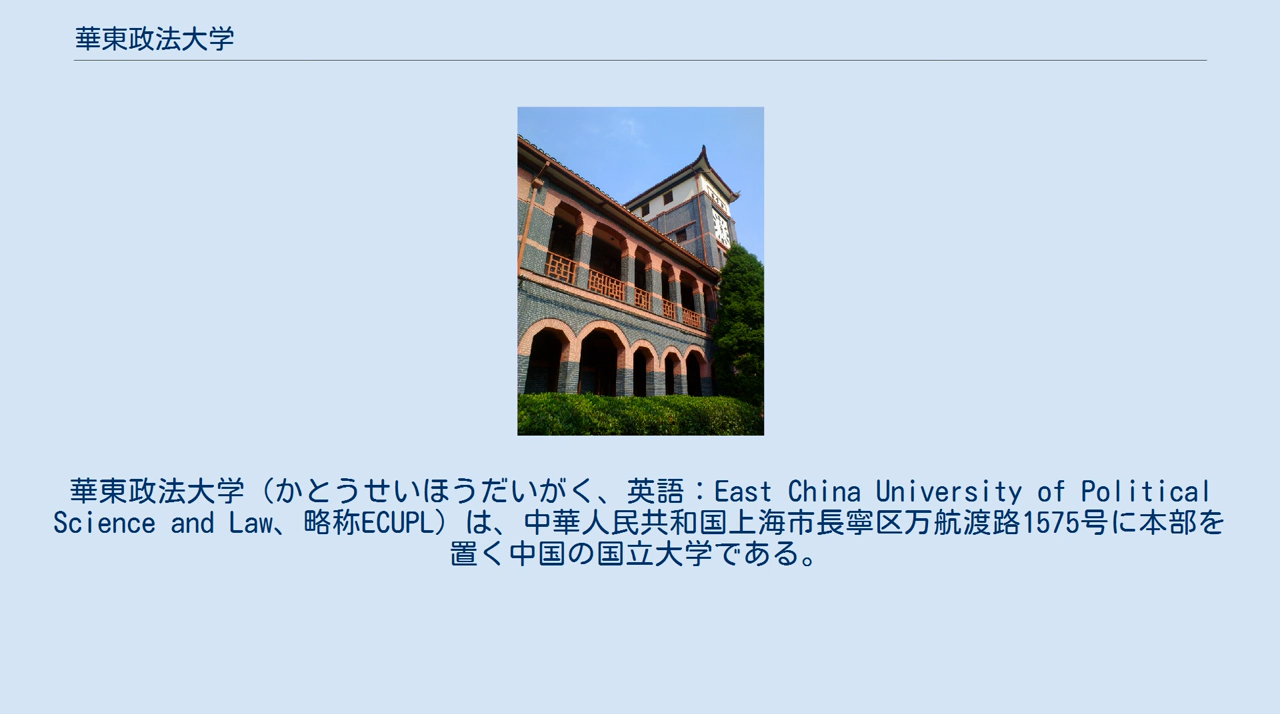 華東政法大学
華東政法大学（かとうせいほうだいがく、英語：East China University of Political
Science and Law、略称ECUPL）は、中華人民共和国上海市長寧区万航渡路1575号に本部を
置く中国の国立大学である。